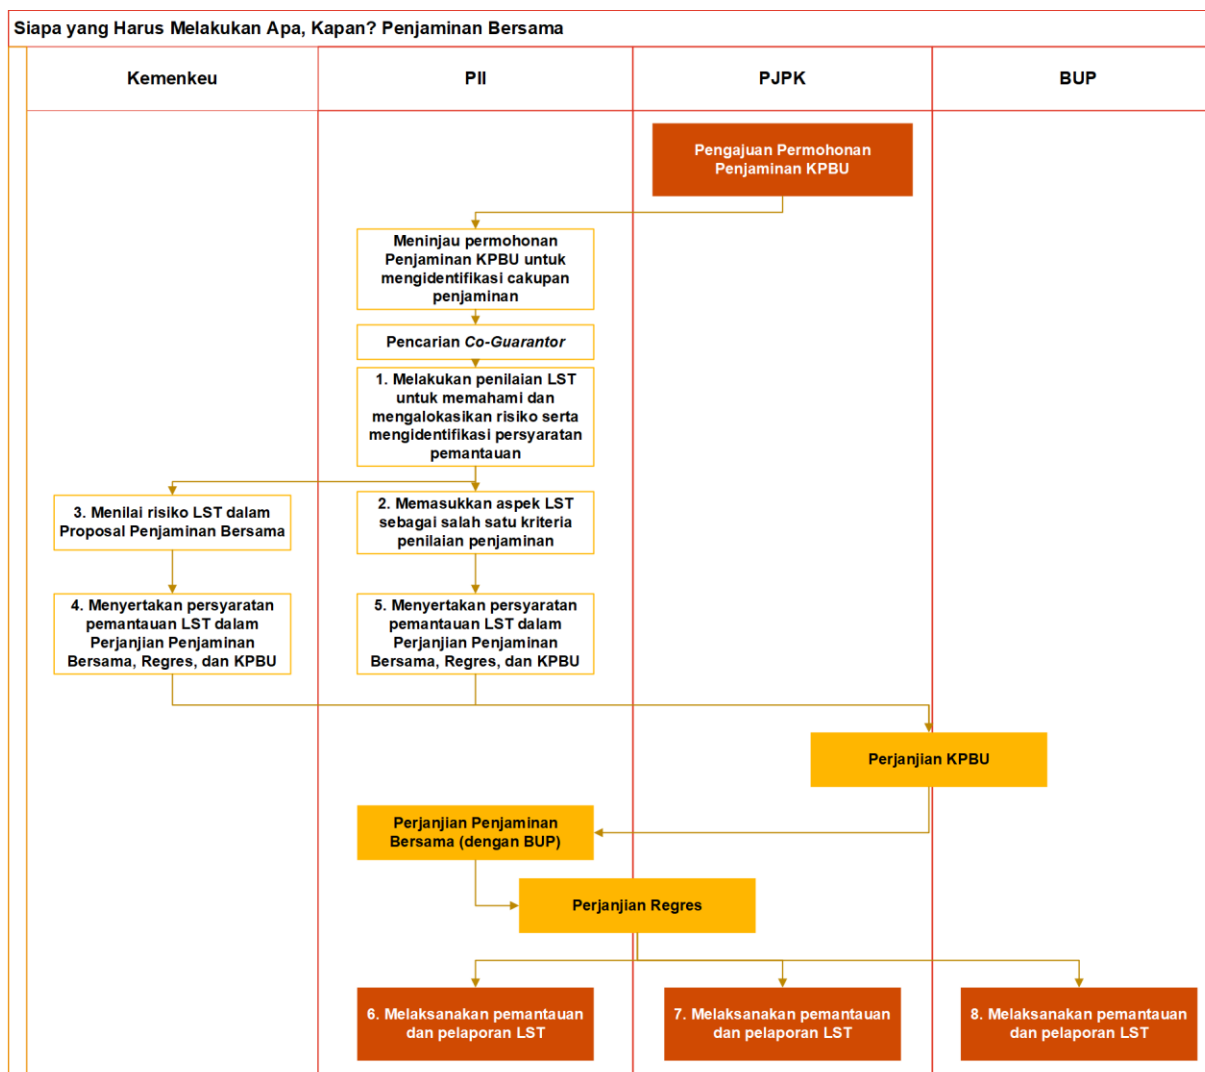 Siapa yang Harus Melakukan Apa, Kapan? Penjaminan Bersama
Kemenkeu
PII
PJPK
BUP
Pengajuan Permohonan
Penjaminan KPBU
Meninjau permohonan
Penjaminan KPBU untuk
mengidentifikasi cakupan
penjaminan
Pencarian Co-Guarantor
1. Melakukan penilaian LST
untuk memahami dan
mengalokasikan risiko serta
mengidentifikasi persyaratan
pemantauan
3. Menilai risiko LST dalam
Proposal Penjaminan Bersama
2. Memasukkan aspek LST
sebagai salah satu kriteria
penilaian penjaminan
4. Menyertakan persyaratan
pemantauan LST dalam
Perjanjian Penjaminan
Bersama, Regres, dan KPBU
5. Menyertakan persyaratan
pemantauan LST dalam
Perjanjian Penjaminan
Bersama, Regres, dan KPBU
Perjanjian KPBU
Perjanjian Penjaminan
Bersama (dengan BUP)
Perjanjian Regres
6. Melaksanakan pemantauan
dan pelaporan LST
7. Melaksanakan pemantauan
dan pelaporan LST
8. Melaksanakan pemantauan
dan pelaporan LST